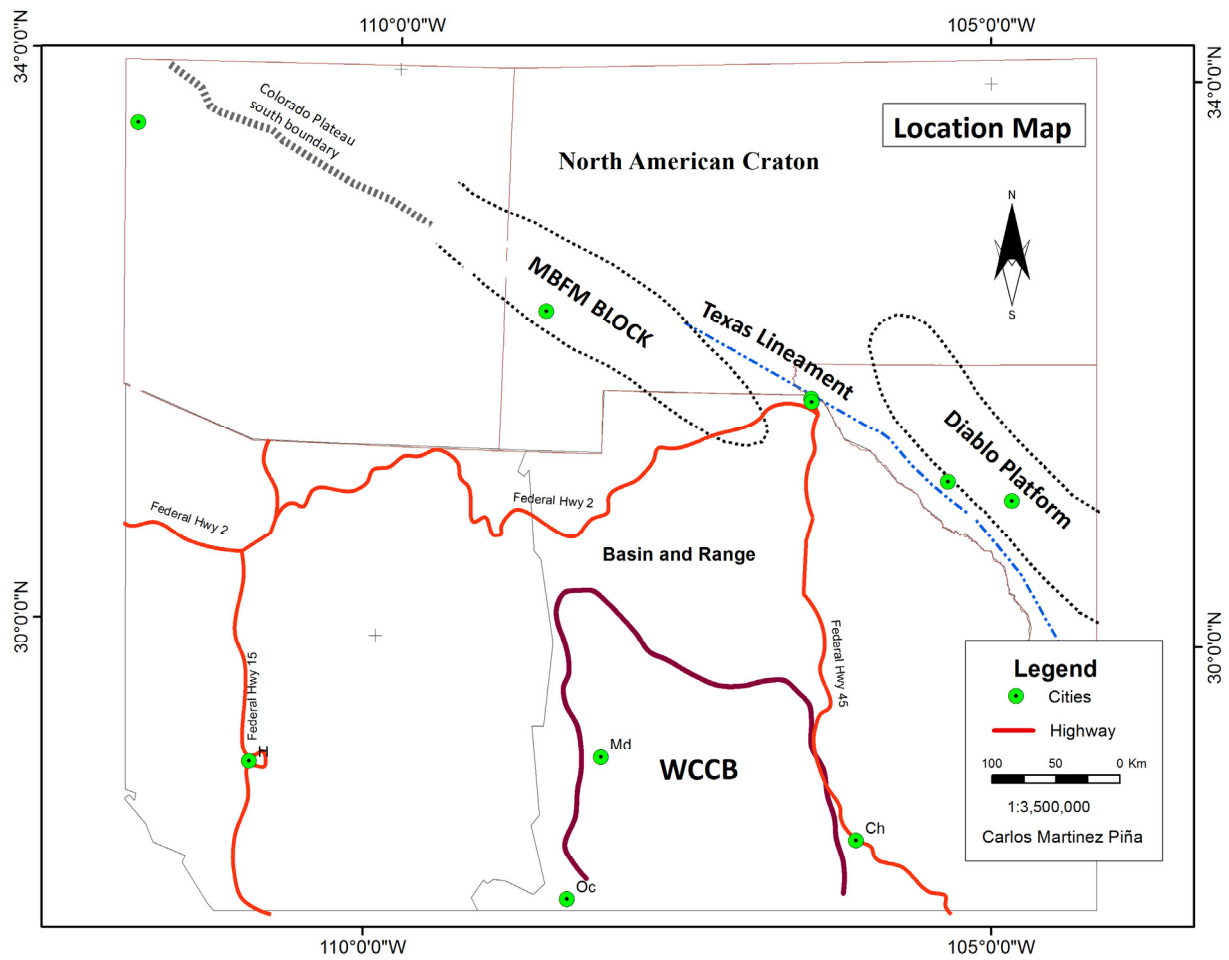 110°0'0"W
105°0'0"W
34°0'0"N
34°0'0"N
Colorado Plateau
south boundary
Location Map
North American Craton
N
S
MBFM BLOCK
Texas Lineament
Diablo Platform
Federal Hwy 2
Federal Hwy 2
Basin and Range
30°0'0"N
30°0'0"N
Federal Hwy 15
Federal Hwy 45
H
Md
WCCB
Ch
Oc
Legend
Cities
Highway
100 50 0 Km
1:3,500,000
Carlos Martinez Piña
110°0'0"W
105°0'0"W